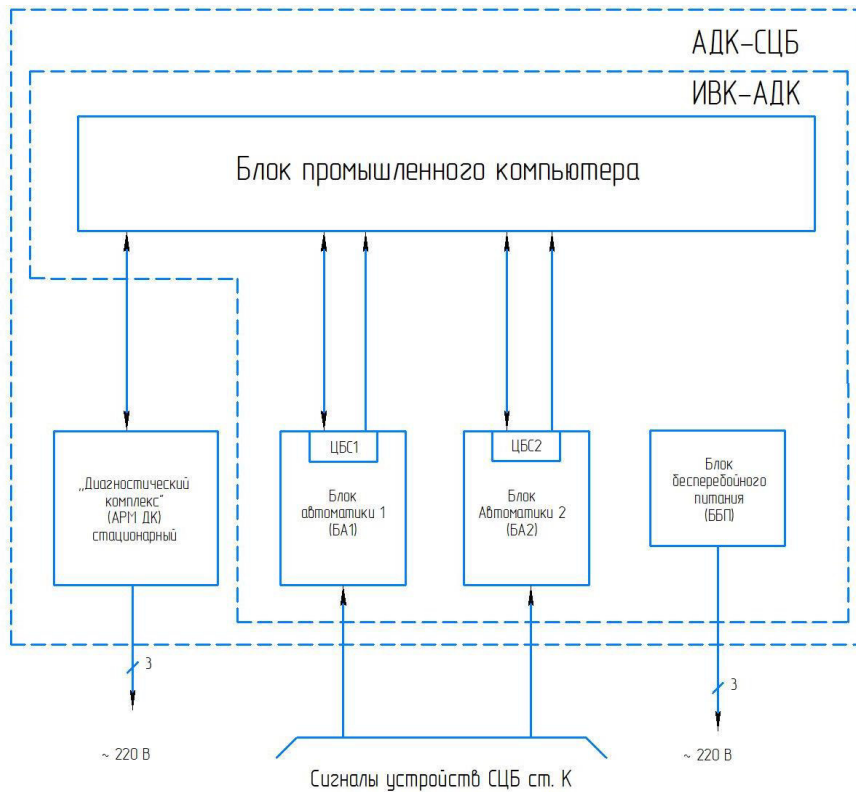 АДК–СЦБ
ИВК–АДК
Блок промышленного компьютера
„Диагностический
комплекс“
(АРМ ДК)
стационарный
ЦБС1
Блок
автоматики 1
(БА1)
ЦБС2
Блок
Автоматики 2
(БА2)
Блок
бесперебойного
питания
(ББП)
3
3
~ 220 В
~ 220 В
Сигналы устройств СЦБ ст. К